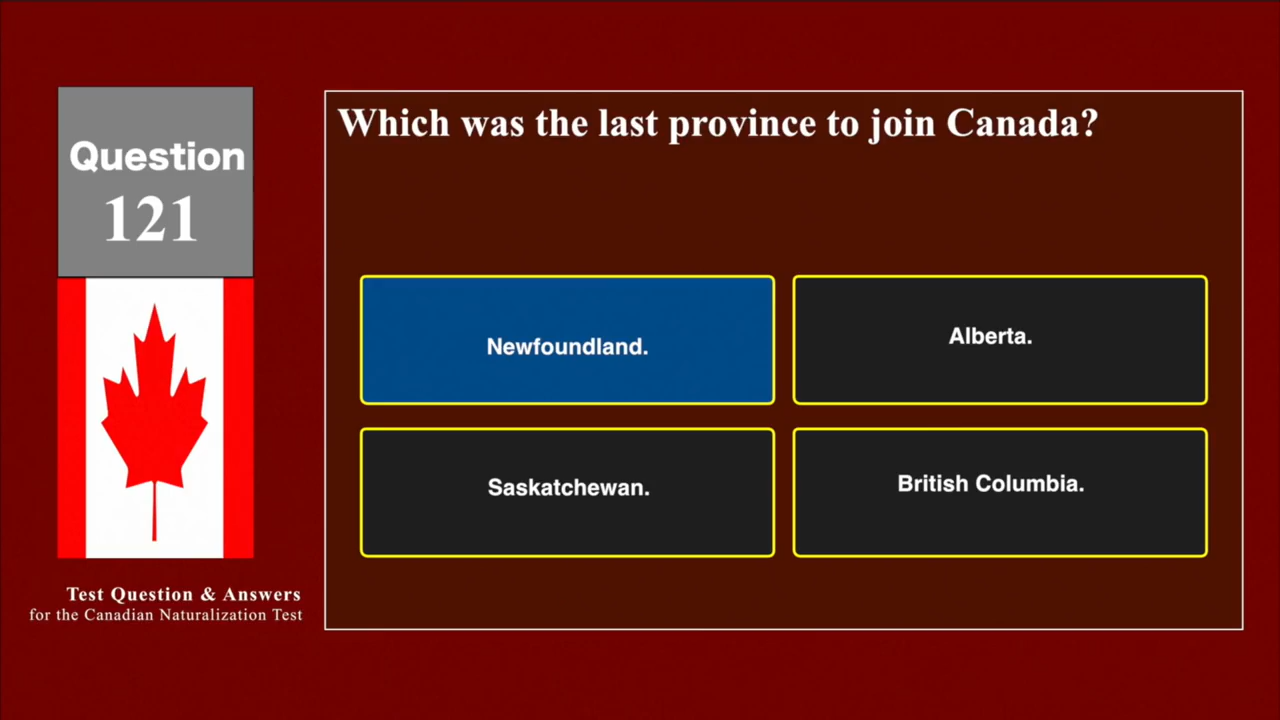 Question
121
Which was the last province to join Canada?
Newfoundland.
Alberta.
Saskatchewan.
British Columbia.
Test Question & Answers
for the Canadian Naturalization Test